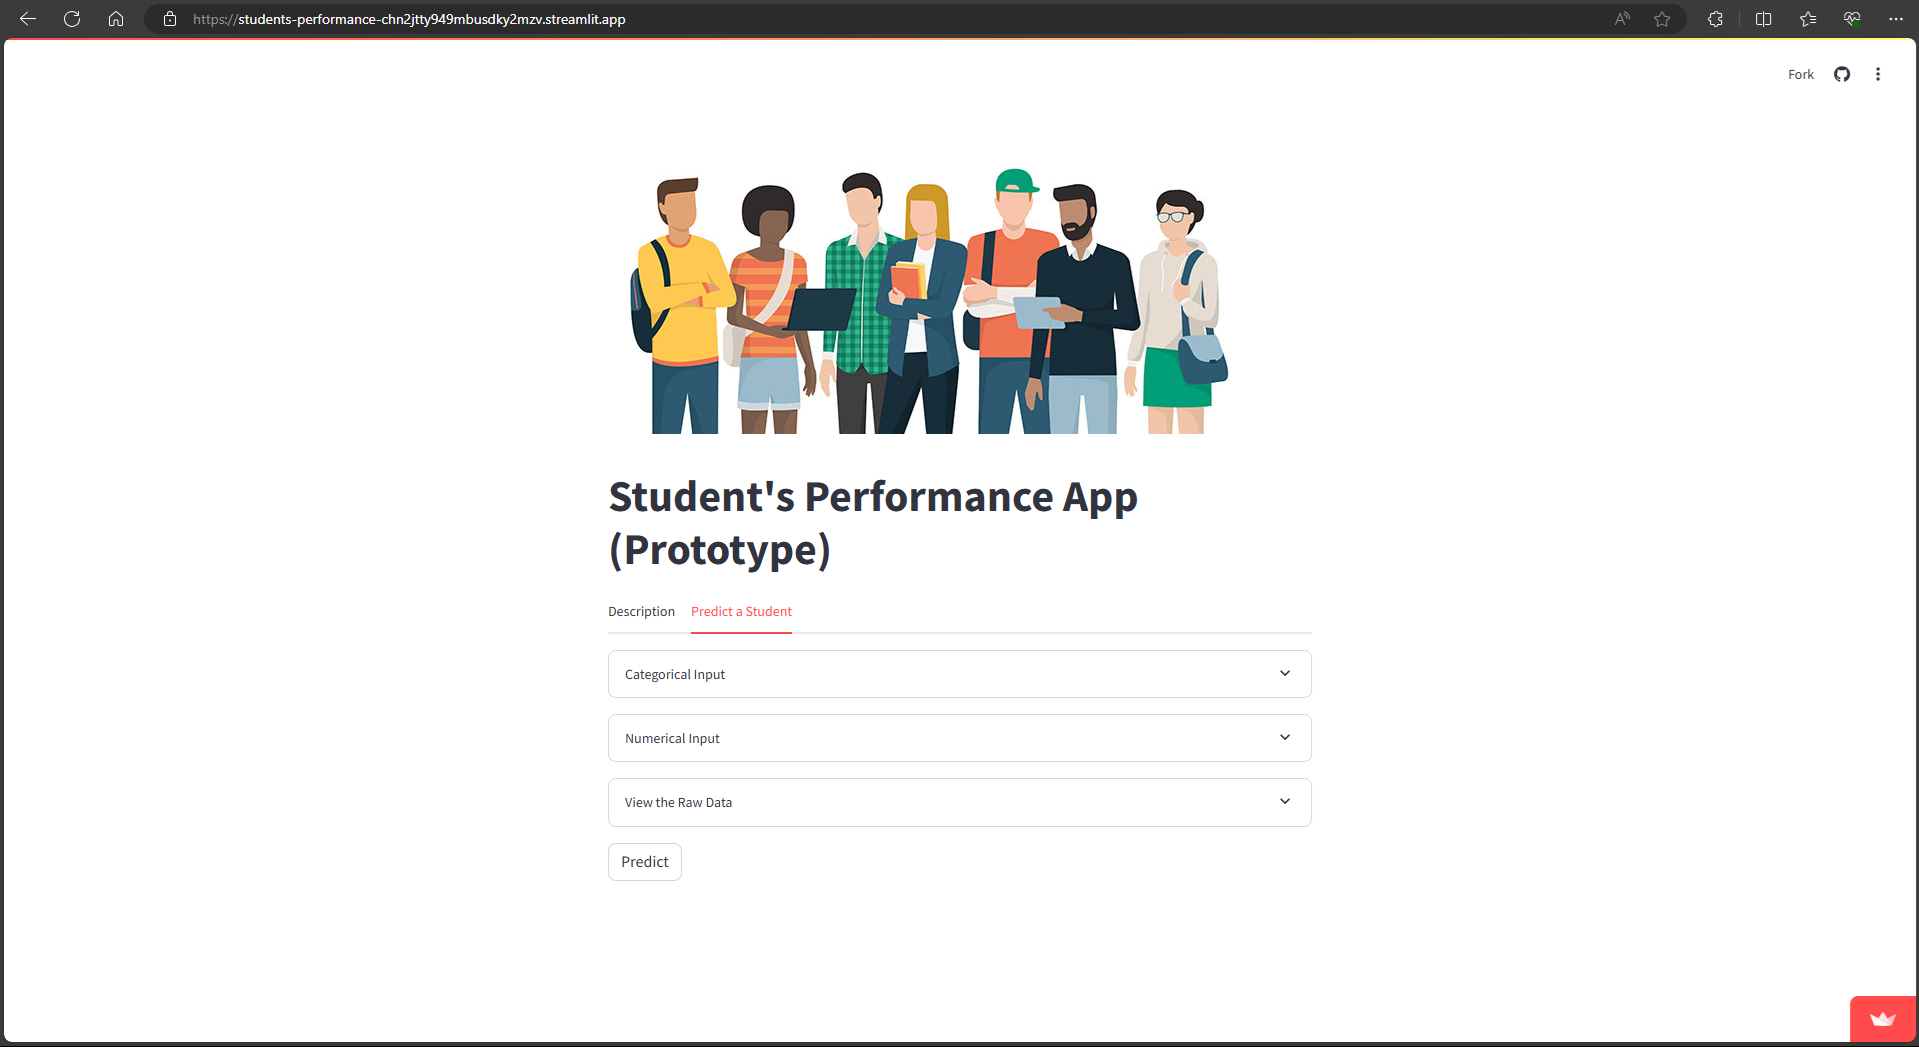 https://students-performance-chn2jtty949mbusdky2mzv.streamlit.app
Fork
Student's Performance App
(Prototype)
Description Predict a Student
Categorical Input
Numerical Input
View the Raw Data
Predict